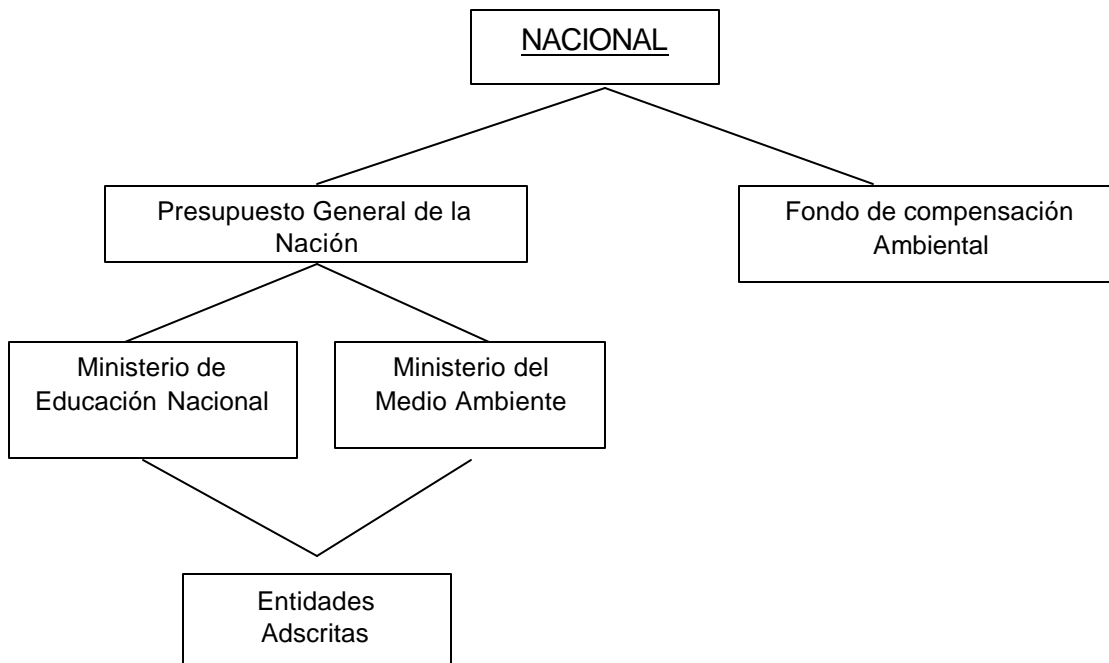 NACIONAL
Presupuesto General de la
Nación
Fondo de compensación
Ambiental
Ministerio de
Educación Nacional
Ministerio del
Medio Ambiente
Entidades
Adscritas